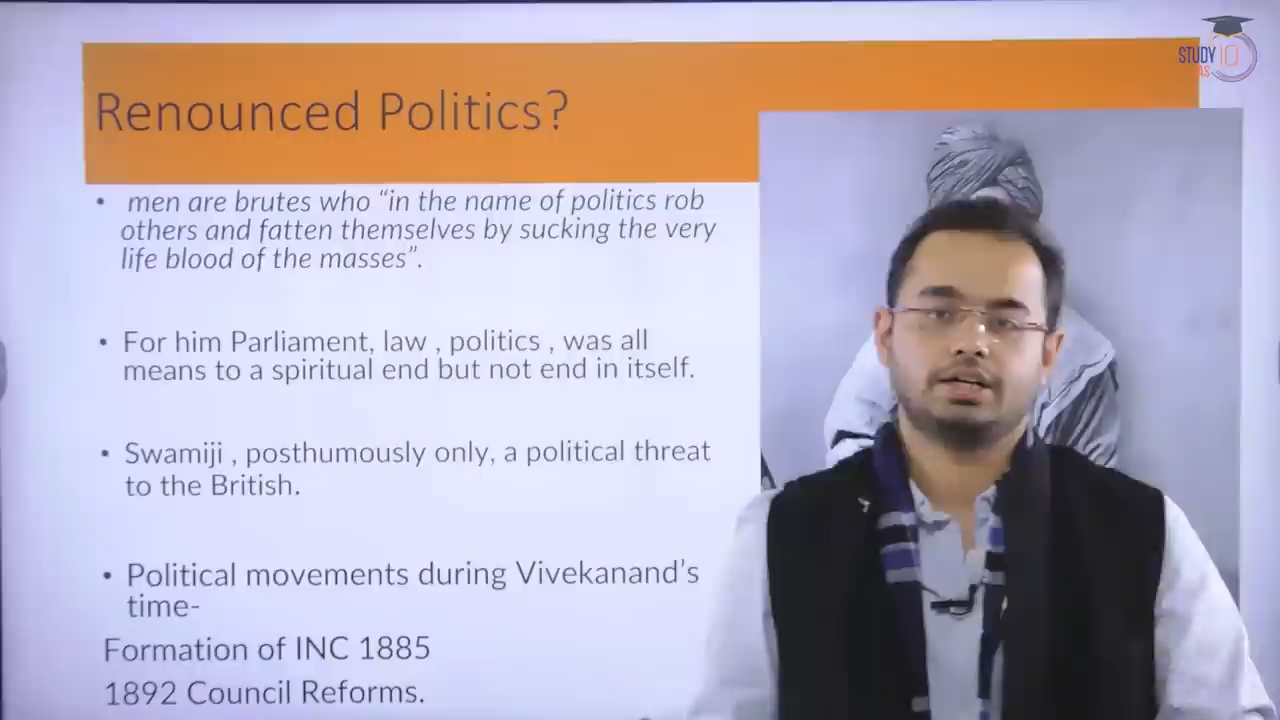 STUDY IQ
IAS
Renounced Politics?
• men are brutes who “in the name of politics rob
others and fatten themselves by sucking the very
life blood of the masses”.
• For him Parliament, law , politics , was all
means to a spiritual end but not end in itself.
• Swamiji , posthumously only, a political threat
to the British.
• Political movements during Vivekanand’s
time-
Formation of INC 1885
1892 Council Reforms.